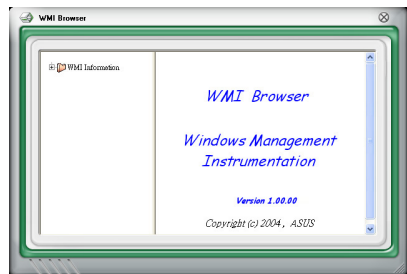 WMI Browser
WMI Information
WMI Browser
Windows Management
Instrumentation
Version 1.00.00
Copyright (c) 2004, ASUS